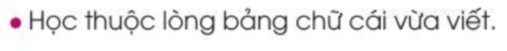 • Học thuộc lòng bảng chữ cái vừa viết.